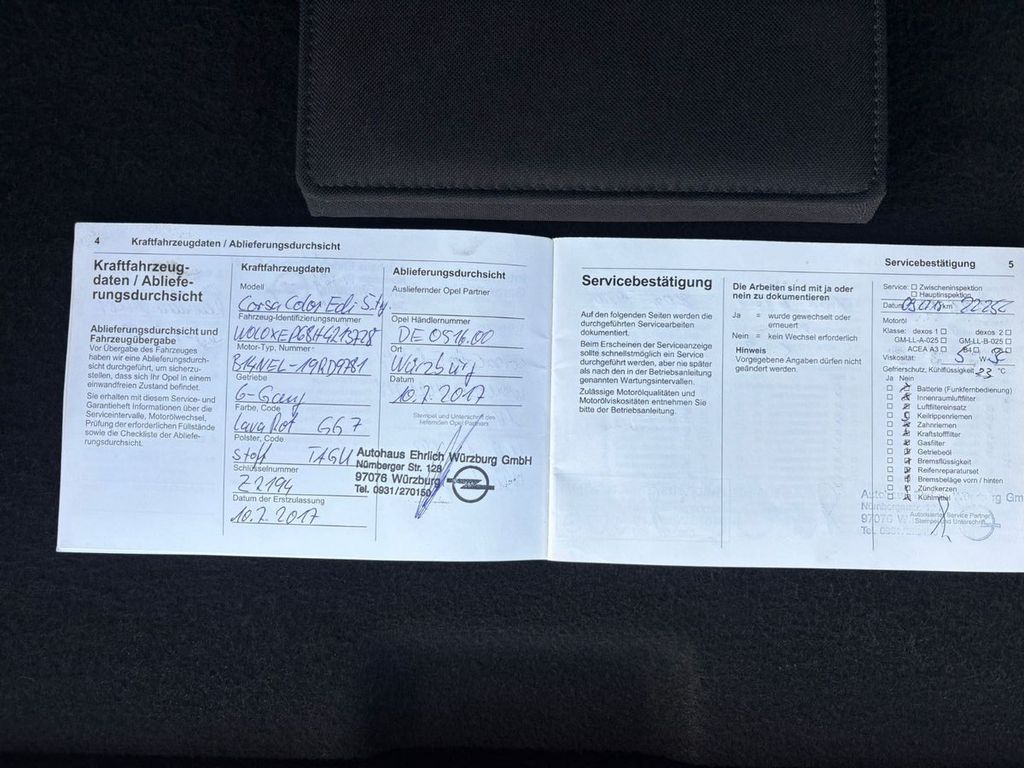 4 Kraftfahrzeugdaten / Ablieferungsdurchsicht
Kraftfahrzeug-
daten / Abliefe-
rungsdurchsicht
Ablieferungsdurchsicht und
Fahrzeugübergabe
Vor Übergabe des Fahrzeuges
haben wir eine Ablieferungsdurch-
sicht durchgeführt, um sicherzu-
stellen, dass sich Ihr Opel in einem
einwandfreien Zustand befindet.
Sie erhalten mit diesem Service- und
Garantieheft Informationen über die
Serviceintervalle, Motorölwechsel,
Prüfung der erforderlichen Füllstände
sowie die Checkliste der Abliefe-
rungsdurchsicht.
Kraftfahrzeugdaten
Modell
Corsa Color Edi
Fahrzeug-Identifizierungsnummer
Motor-Typ, Nummer
B14NEL-19RD9781
Getriebe
6-Gang
Farbe, Code
Lava Rot GG7
Polster, Code
Stoff TAGU
Schlüsselnummer
Z2194
Datum der Erstzulassung
10.7.2017
Ablieferungsdurchsicht
Ausliefernder Opel Partner
Opel Händlernummer
DE 0516.00
Ort
Würzburg
Datum
10.7.2017
Stempel und Unterschrift des
liefernden Opel Partners
Autohaus Ehrlich Würzburg GmbH
Nürnberger Str. 128
97076 Würzburg
Tel. 0931/270150
Servicebestätigung 5
Servicebestätigung
Auf den folgenden Seiten werden die
durchgeführten Servicearbeiten
dokumentiert.
Beim Erscheinen der Serviceanzeige
sollte schnellstmöglich ein Service
durchgeführt werden, aber nie später
als nach den in der Betriebsanleitung
genannten Wartungsintervallen.
Zulässige Motorölqualitäten und
Motorölviskositäten entnehmen Sie
bitte der Betriebsanleitung.
Die Arbeiten sind mit ja oder
nein zu dokumentieren
Ja = wurde gewechselt oder
erneuert
Nein = kein Wechsel erforderlich
Hinweis
Vorgegebene Angaben dürfen nicht
geändert werden.
Service: Zwischeninspektion
Hauptinspektion
Datum km
Motoröl
Klasse: dexos 1 dexos 2
GM-LL-A-025 GM-LL-B-025
ACEA A3
Viskosität:
Gefrierschutz, Kühlflüssigkeit °C
Ja Nein
Batterie (Funkfernbedienung)
Innenraumluftfilter
Luftfiltereinsatz
Keilrippenriemen
Zahnriemen
Kraftstofffilter
Gasfilter
Getriebeöl
Bremsflüssigkeit
Reifenreparaturset
Bremsbeläge vorn / hinten
Zündkerzen
Kühlmittel
Autorisierter Service Partner
Stempel und Unterschrift